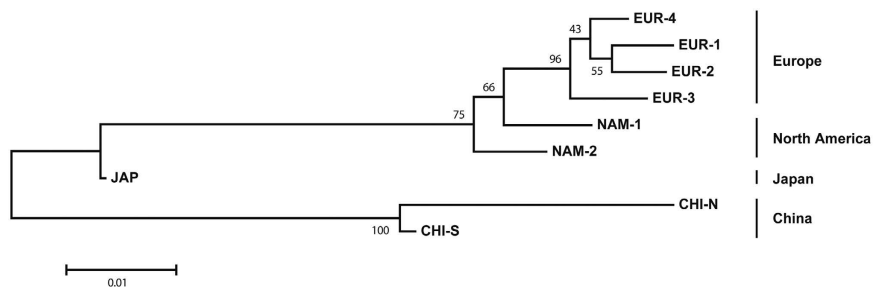 EUR-4
43
EUR-1
Europe
96
55
EUR-2
66
EUR-3
75
NAM-1
North America
NAM-2
JAP
Japan
CHI-N
China
100
CHI-S
0.01